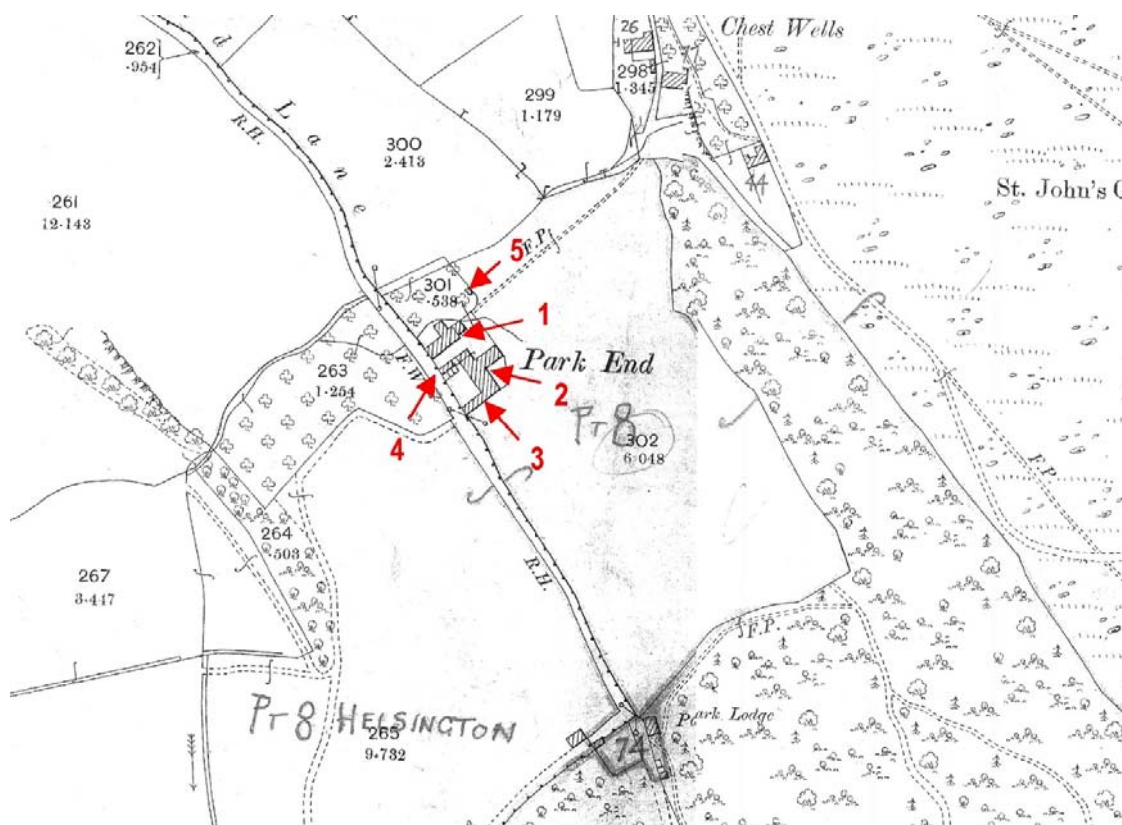 26
Chest Wells
262
·954
d
298
1·345
77
299
1·179
Lane
R.H.
300
2·413
44
St. John's C
261
12·143
5
F.P.
301
·538
1
Park End
263
1·254
F.W.
2
Pt 8
302
6·048
4
3
F.P.
264
·503
267
3·447
R.H.
F.P.
Pt 8 HELSINGTON
265
9·732
Park Lodge
74